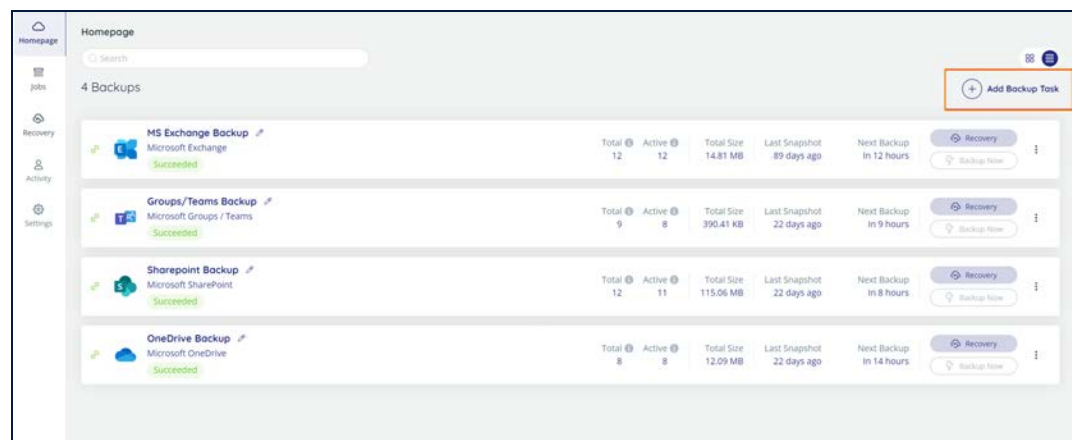 Homepage
Jobs
Recovery
Activity
Settings
Homepage
Search
4 Backups
Add Backup Task
MS Exchange Backup
Microsoft Exchange
Succeeded
Total Active Total Size Last Snapshot Next Backup
12 12 14.81 MB 89 days ago In 12 hours
Recovery
Backup Now
Groups/Teams Backup
Microsoft Groups / Teams
Succeeded
Total Active Total Size Last Snapshot Next Backup
9 8 390.41 KB 22 days ago In 9 hours
Recovery
Backup Now
Sharepoint Backup
Microsoft SharePoint
Succeeded
Total Active Total Size Last Snapshot Next Backup
12 11 115.06 MB 22 days ago In 8 hours
Recovery
Backup Now
OneDrive Backup
Microsoft OneDrive
Succeeded
Total Active Total Size Last Snapshot Next Backup
8 8 12.09 MB 22 days ago In 14 hours
Recovery
Backup Now